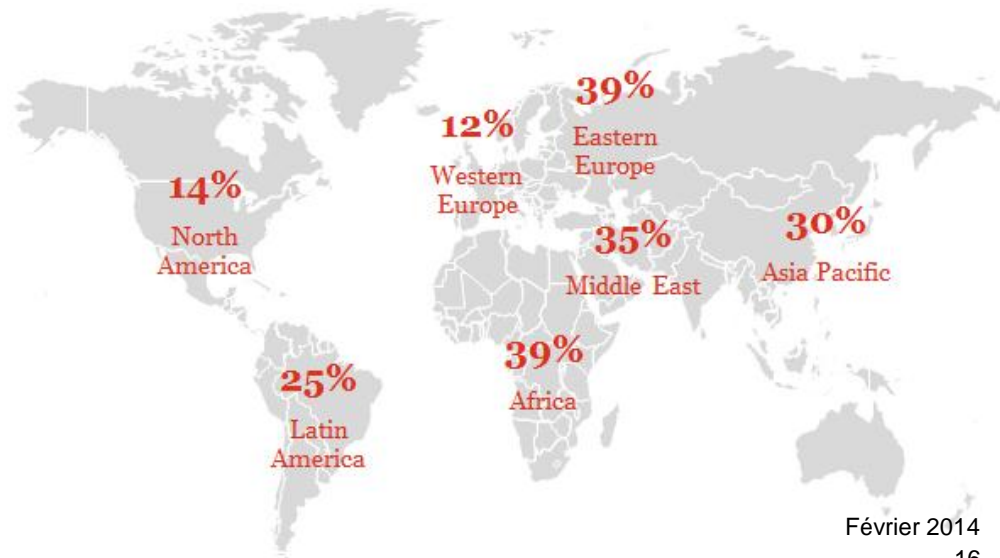 39%
Eastern
Europe
12%
Western
Europe
14%
North
America
35%
Middle East
30%
Asia Pacific
39%
Africa
25%
Latin
America
Février 2014
16